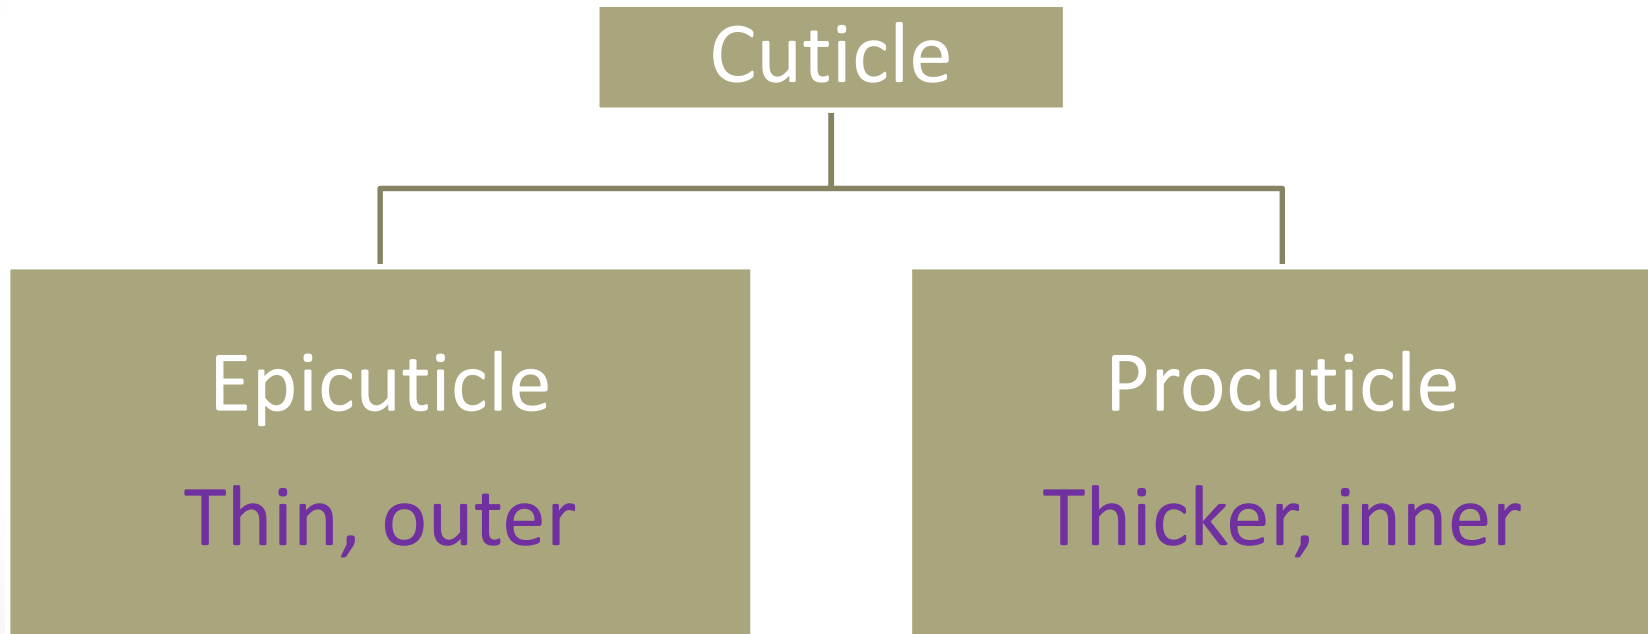 Cuticle
Epicuticle
Thin, outer
Procuticle
Thicker, inner